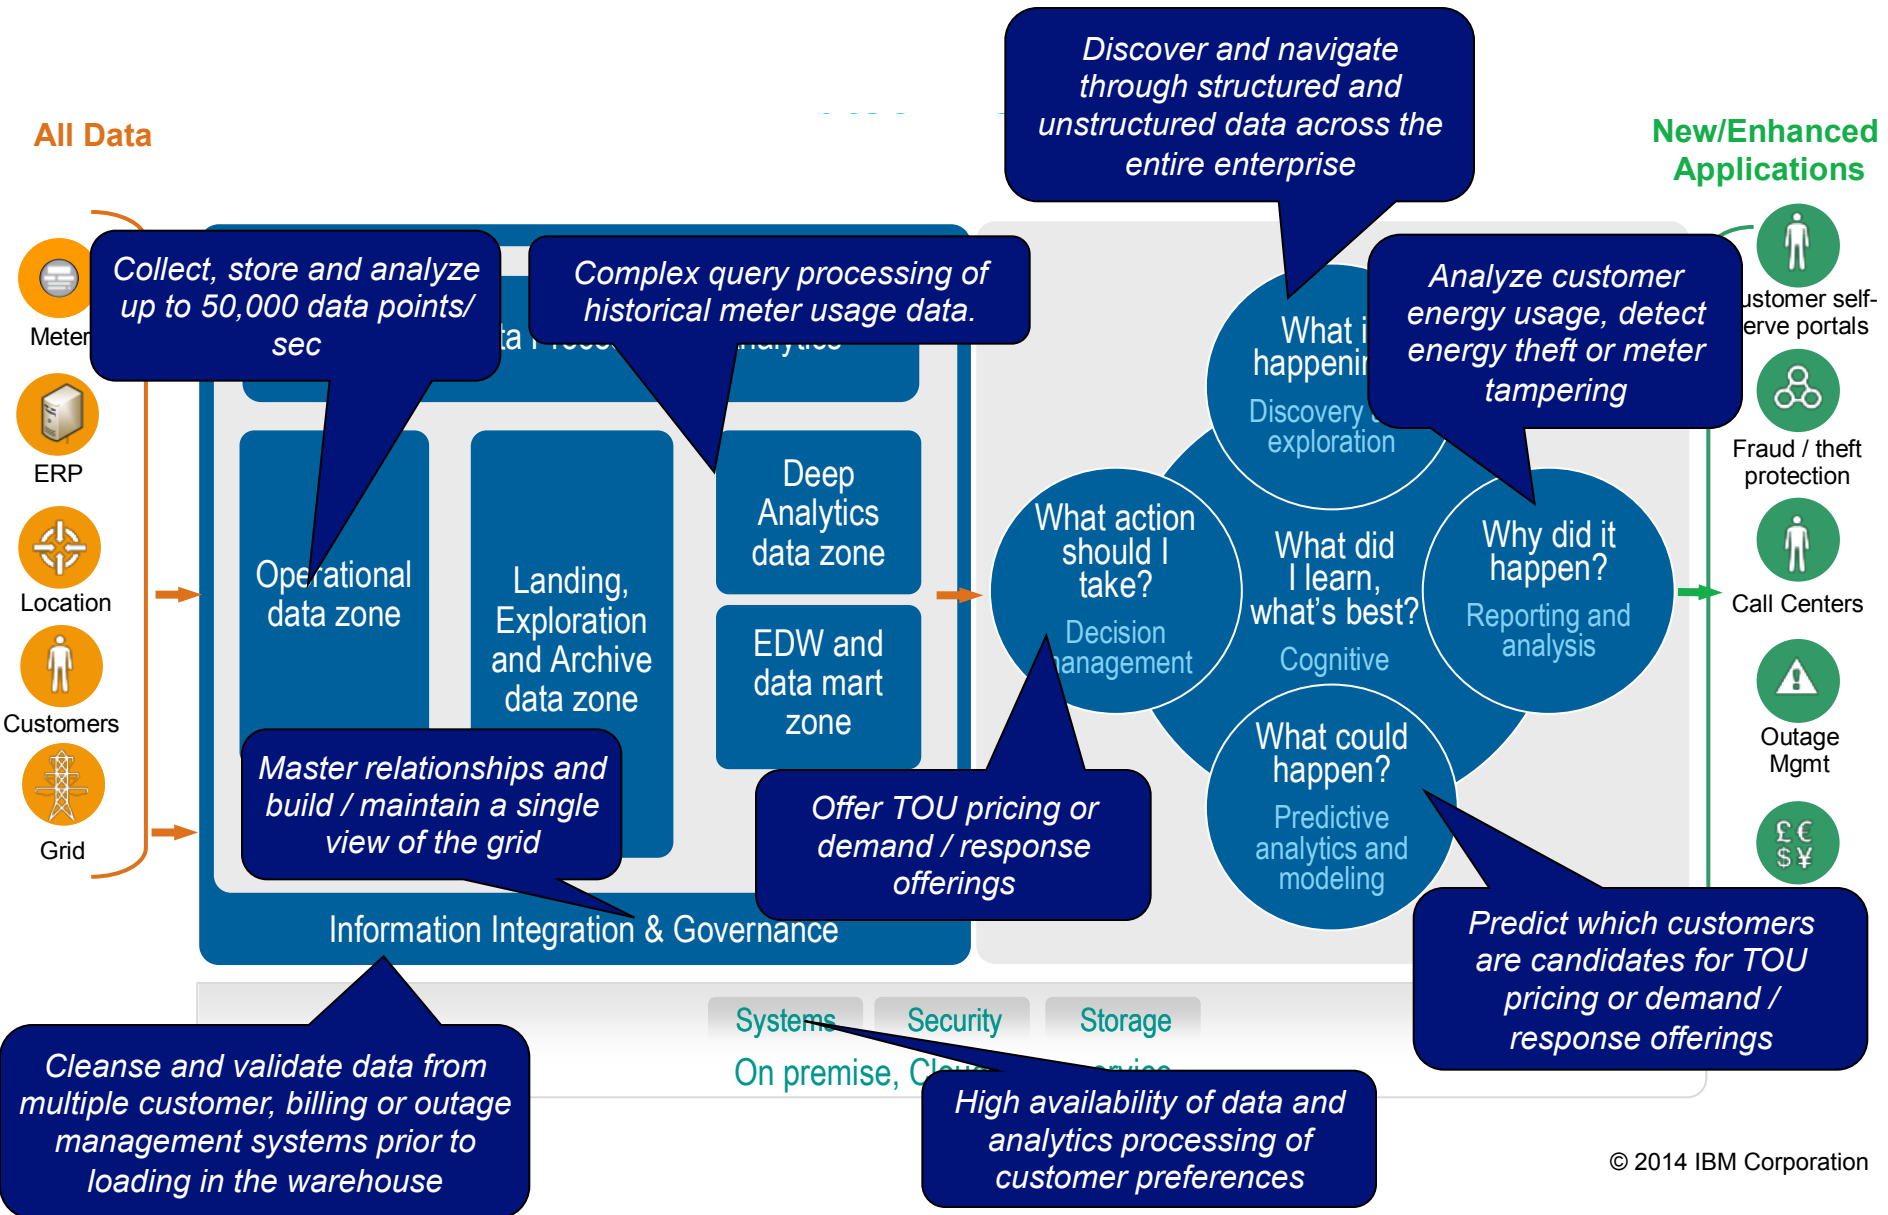 All Data
Discover and navigate
through structured and
unstructured data across the
entire enterprise
New/Enhanced
Applications
Meter
ERP
Location
Customers
Grid
Collect, store and analyze
up to 50,000 data points/
sec
Complex query processing of
historical meter usage data.
Operational
data zone
Landing,
Exploration
and Archive
data zone
Deep
Analytics
data zone
EDW and
data mart
zone
Master relationships and
build / maintain a single
view of the grid
Information Integration & Governance
What
Discovery
exploration
Analyze customer
energy usage, detect
energy theft or meter
tampering
What action
should I
take?
Decision
What did
I learn,
what's best?
Cognitive
Why did it
happen?
Reporting and
analysis
What could
happen?
Predictive
analytics and
modeling
Offer TOU pricing or
demand / response
offerings
Predict which customers
are candidates for TOU
pricing or demand /
response offerings
self-
portals
Fraud / theft
protection
Call Centers
Outage
Mgmt
£ €
$ ¥
Systems
Security
Storage
On premise,
Cleanse and validate data from
multiple customer, billing or outage
management systems prior to
loading in the warehouse
High availability of data and
analytics processing of
customer preferences
© 2014 IBM Corporation